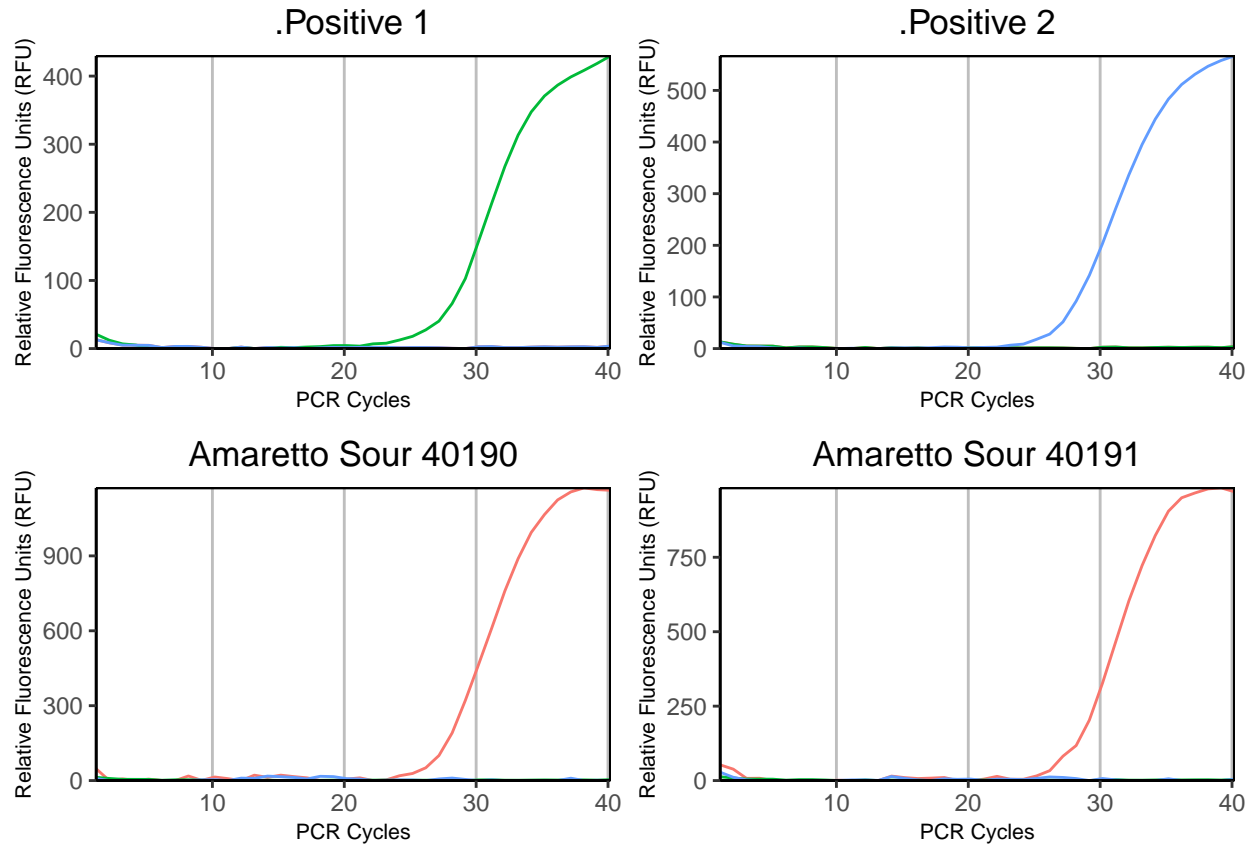 .Positive 1
Relative Fluorescence Units (RFU)
400
300
200
100
0
10 20 30 40
PCR Cycles
.Positive 2
Relative Fluorescence Units (RFU)
500
400
300
200
100
0
10 20 30 40
PCR Cycles
Amaretto Sour 40190
Relative Fluorescence Units (RFU)
900
600
300
0
10 20 30 40
PCR Cycles
Amaretto Sour 40191
Relative Fluorescence Units (RFU)
750
500
250
0
10 20 30 40
PCR Cycles